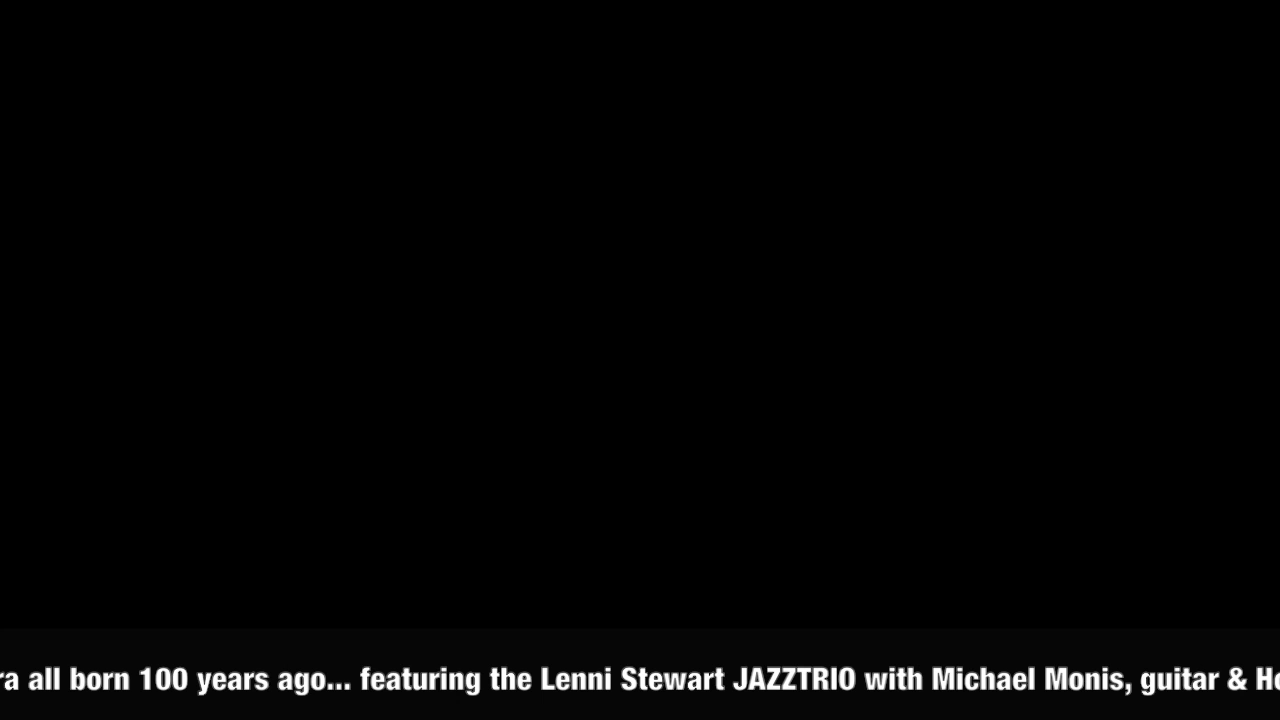 all born 100 years ago... featuring the Lenni Stewart JAZZTRIO with Michael Monis, guitar &